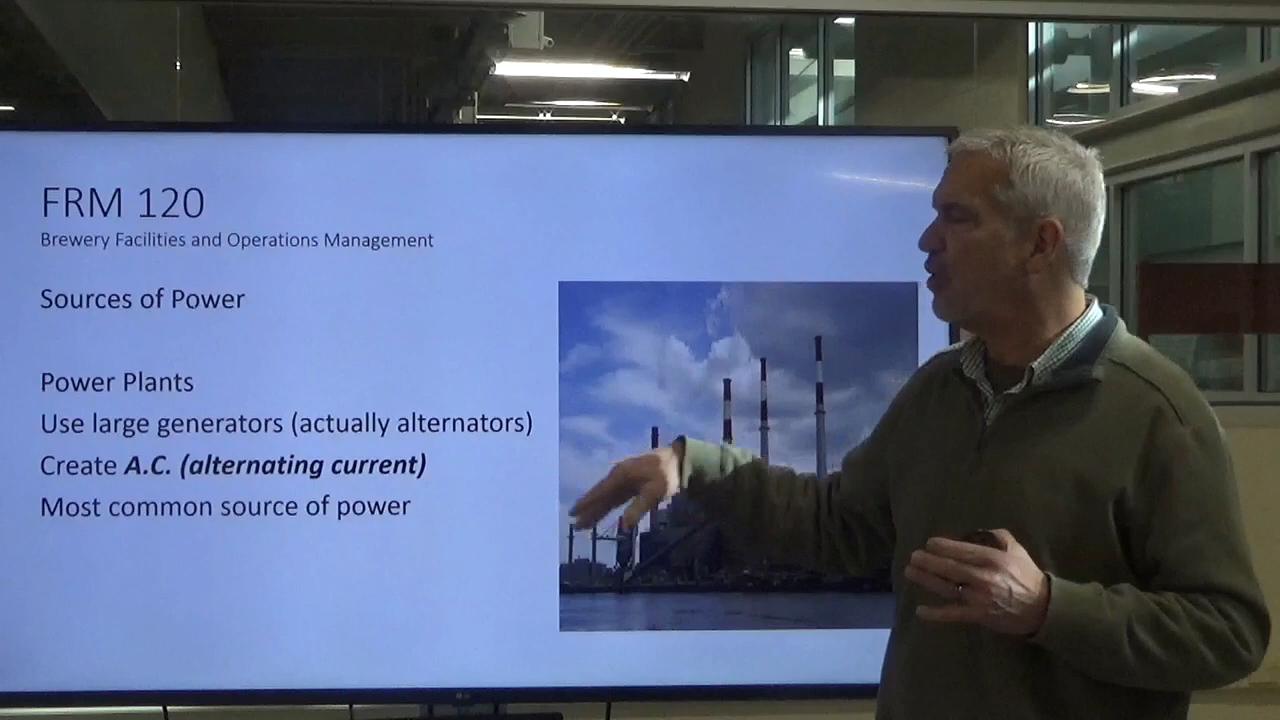 FRM 120
Brewery Facilities and Operations Management
Sources of Power
Power Plants
Use large generators (actually alternators)
Create A.C. (alternating current)
Most common source of power
LG